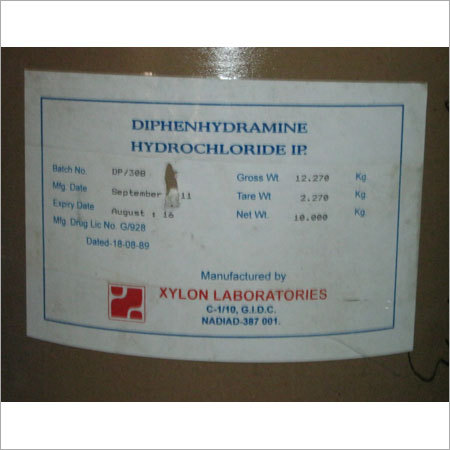 DIPHENHYDRAMINE
HYDROCHLORIDE IP.
Batch No. DP/30B Gross Wt. 12.270 Kg.
Mfg. Date September 11 Tare Wt. 2.270 Kg.
Expiry Date August : 16 Net Wt. 10.000 Kg.
Mfg. Drug Lic No. G/928
Dated-18-08-89
Manufactured by
XYLON LABORATORIES
C-1/10, G.I.D.C.
NADIAD-387 001.